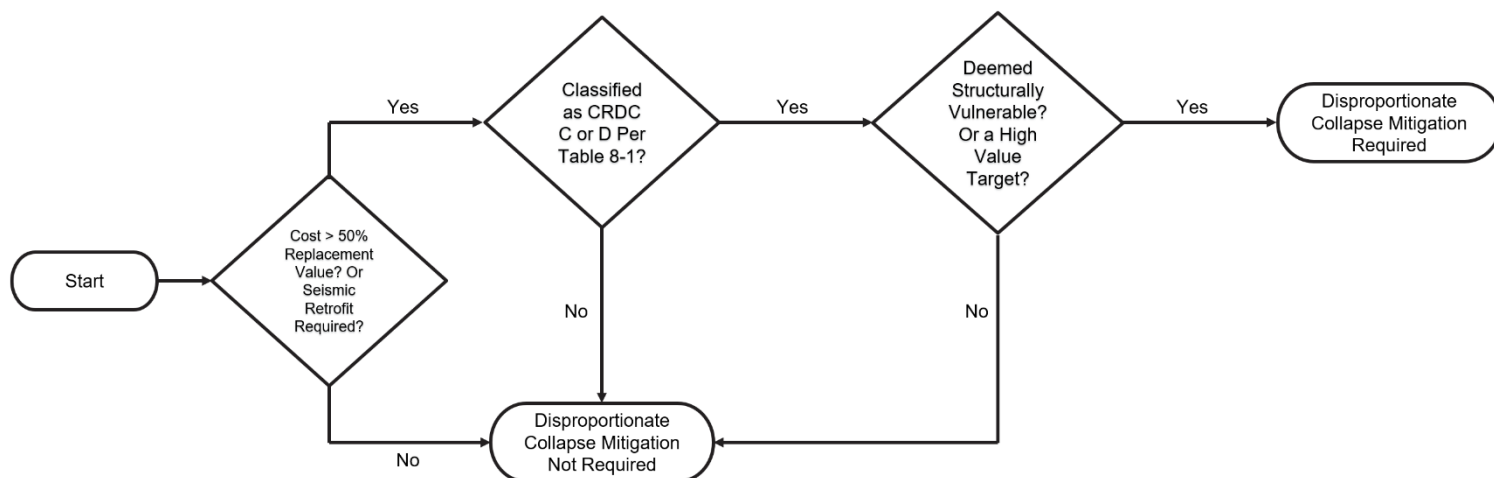 Start
Cost > 50%
Replacement
Value? Or
Seismic
Retrofit
Required?
Yes
No
Classified
as CRDC
C or D Per
Table 8-1?
Yes
No
Deemed
Structurally
Vulnerable?
Or a High
Value
Target?
Yes
No
Disproportionate
Collapse Mitigation
Required
Disproportionate
Collapse Mitigation
Not Required